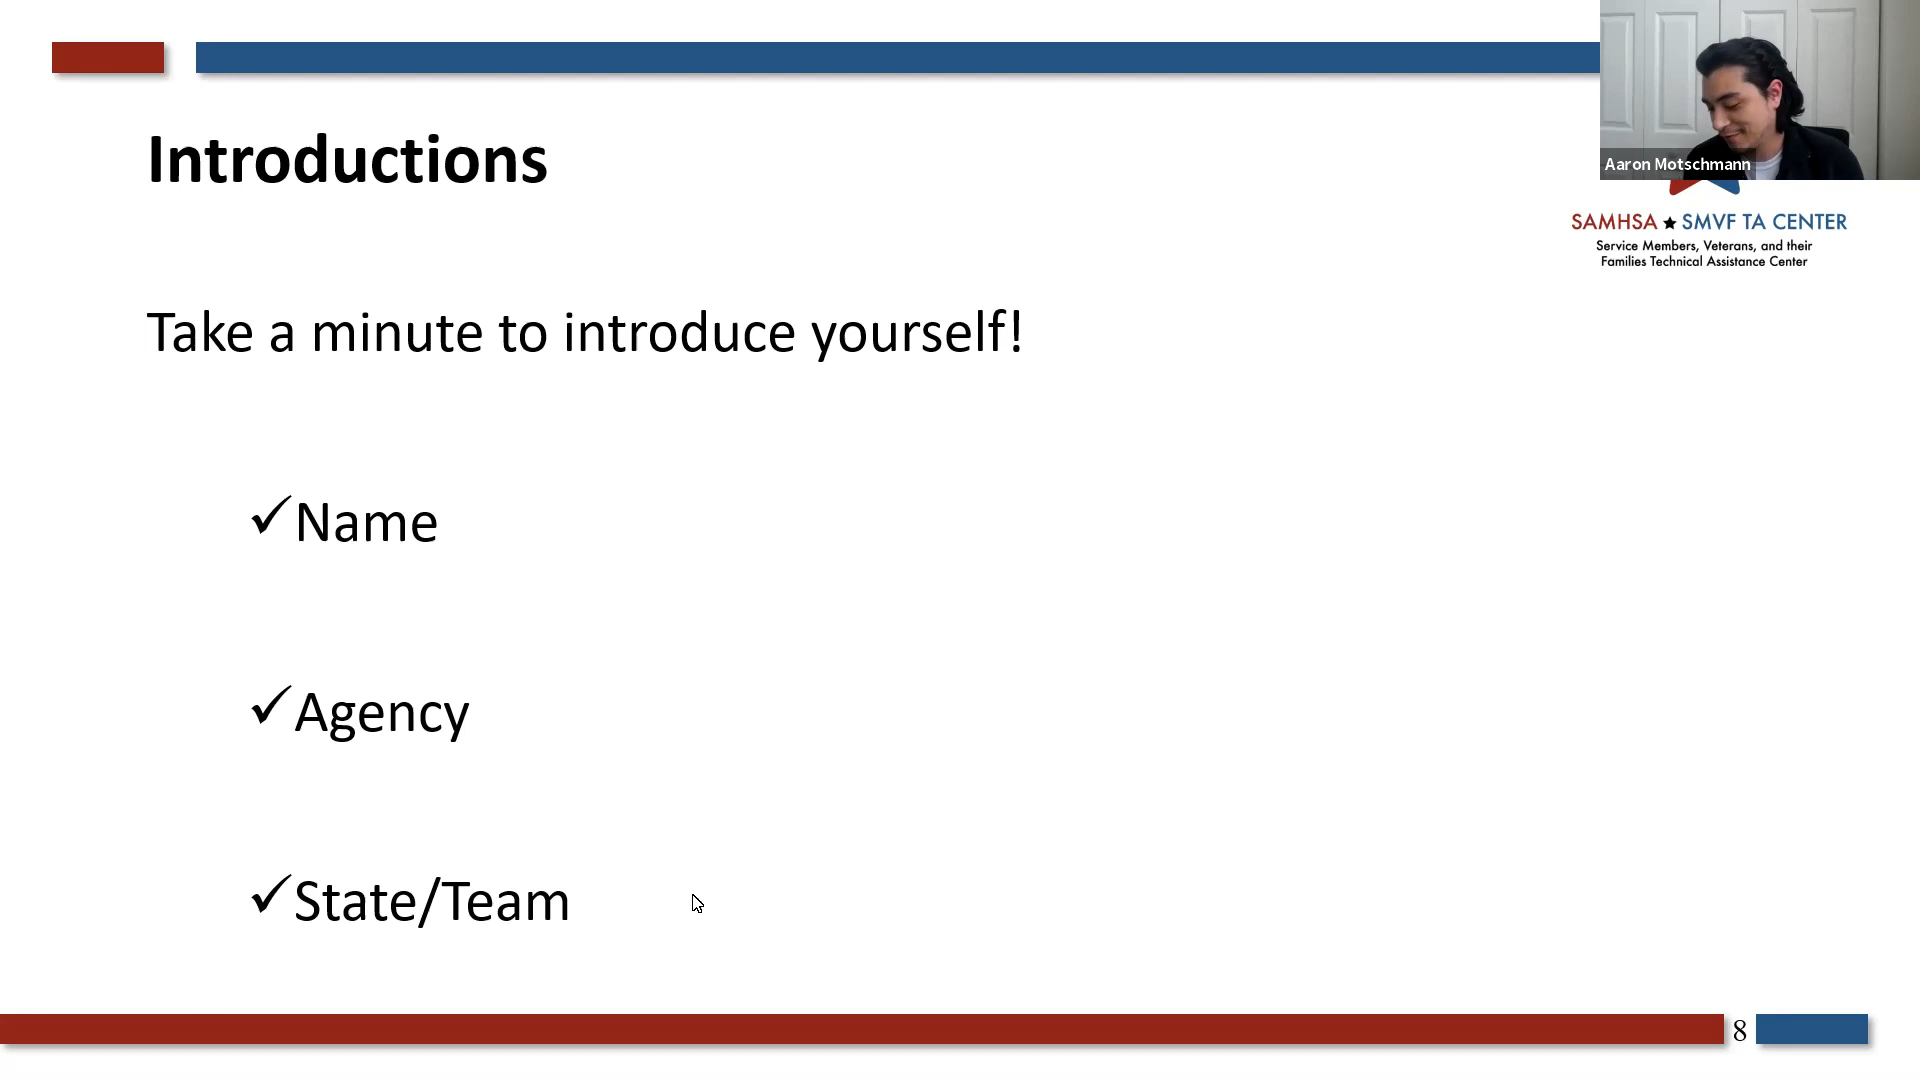 Introductions
Aaron Motschmann
SAMHSA ★ SMVF TA CENTER
Service Members, Veterans, and their
Families Technical Assistance Center
Take a minute to introduce yourself!
✓Name
✓Agency
✓State/Team
8